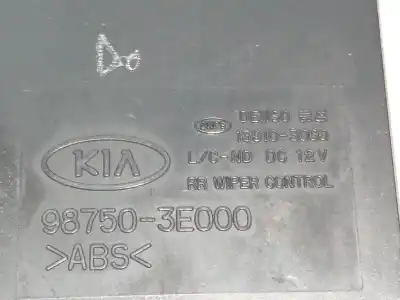 KIA
L/C-NO DC 12V
RR WIPER CONTROL
98750-3E000
>ABS<